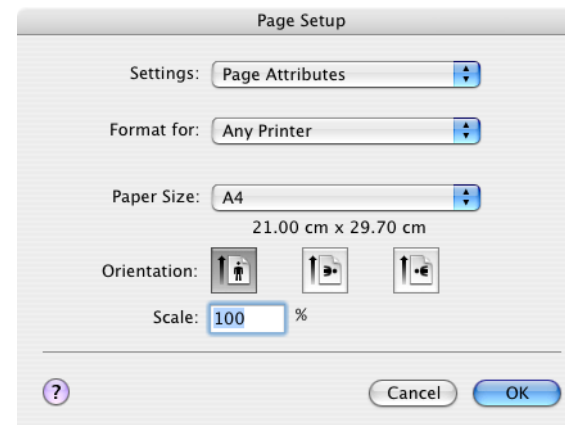 Page Setup
Settings: Page Attributes
Format for: Any Printer
Paper Size: A4
21.00 cm x 29.70 cm
Orientation:
Scale: 100 %
? Cancel OK